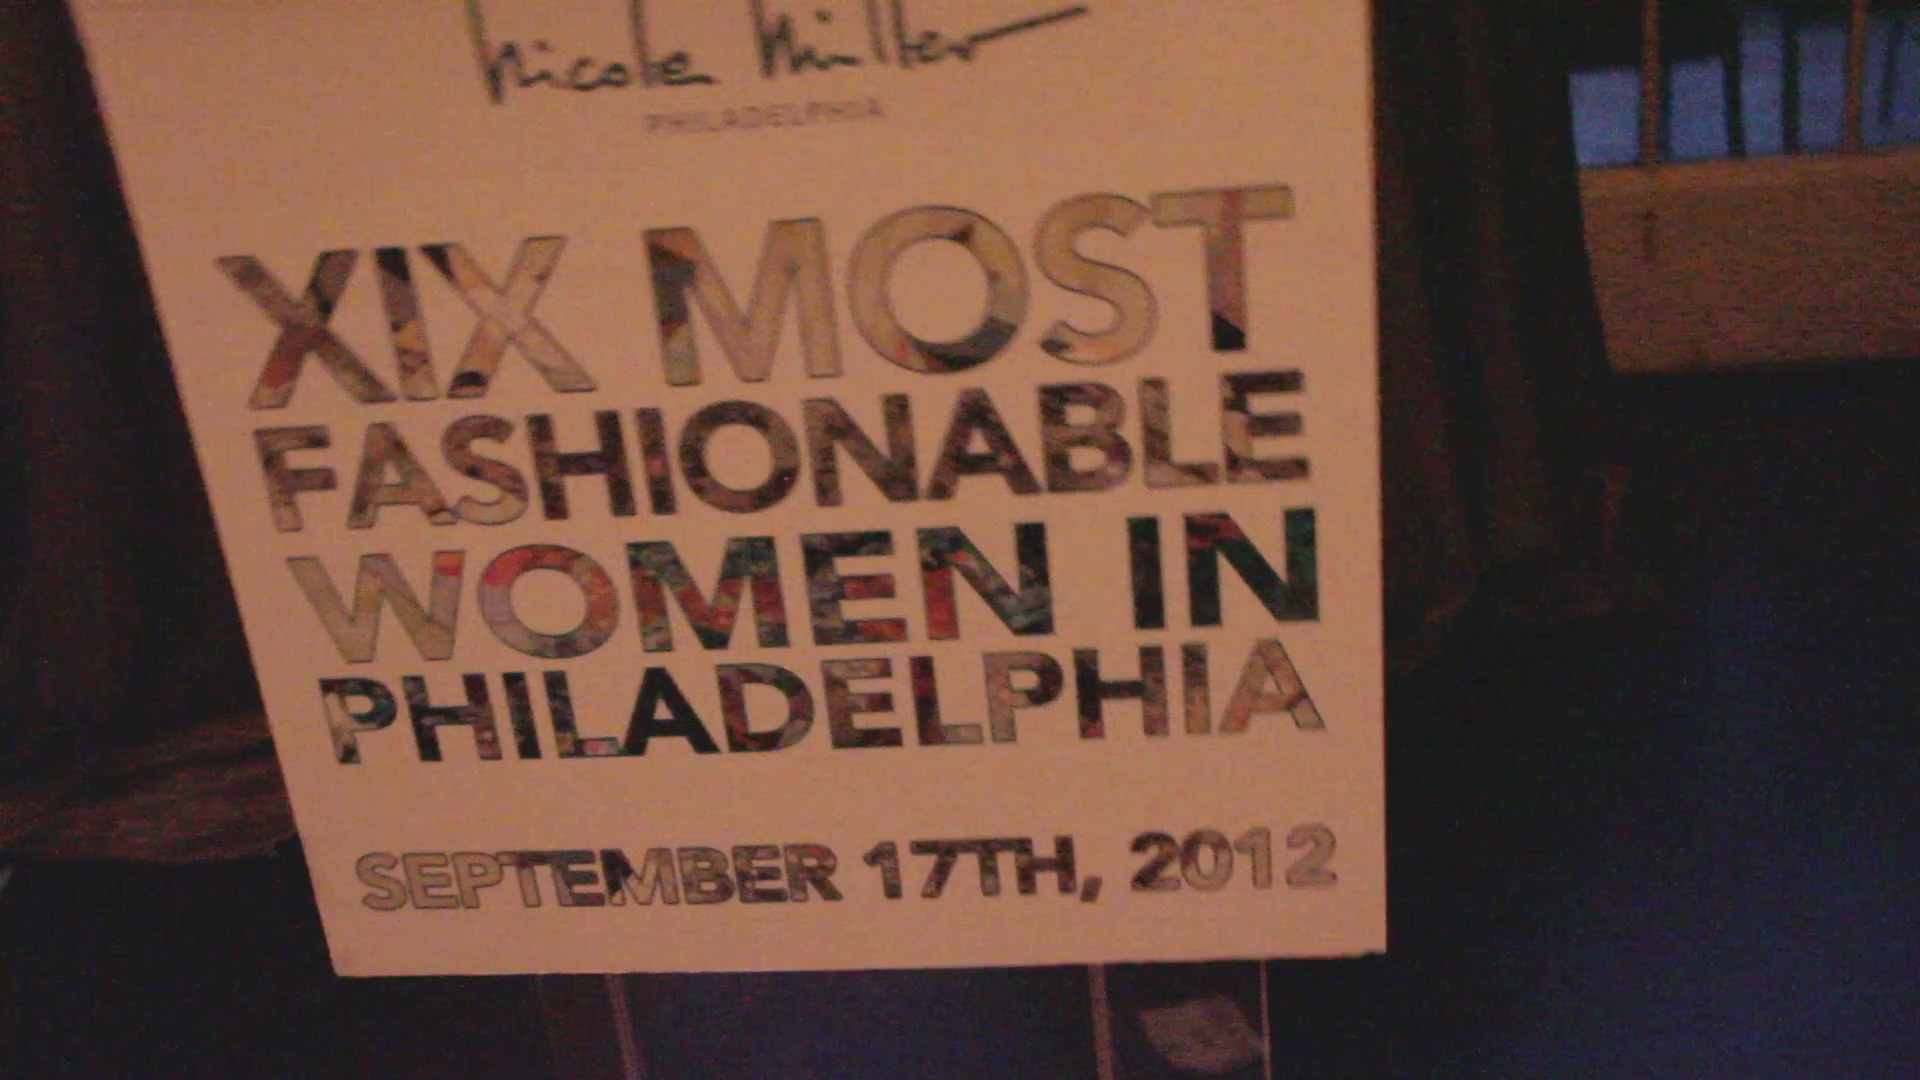 Nicole Miller
PHILADELPHIA
XIX MOST
FASHIONABLE
WOMEN IN
PHILADELPHIA
SEPTEMBER 17TH, 2012